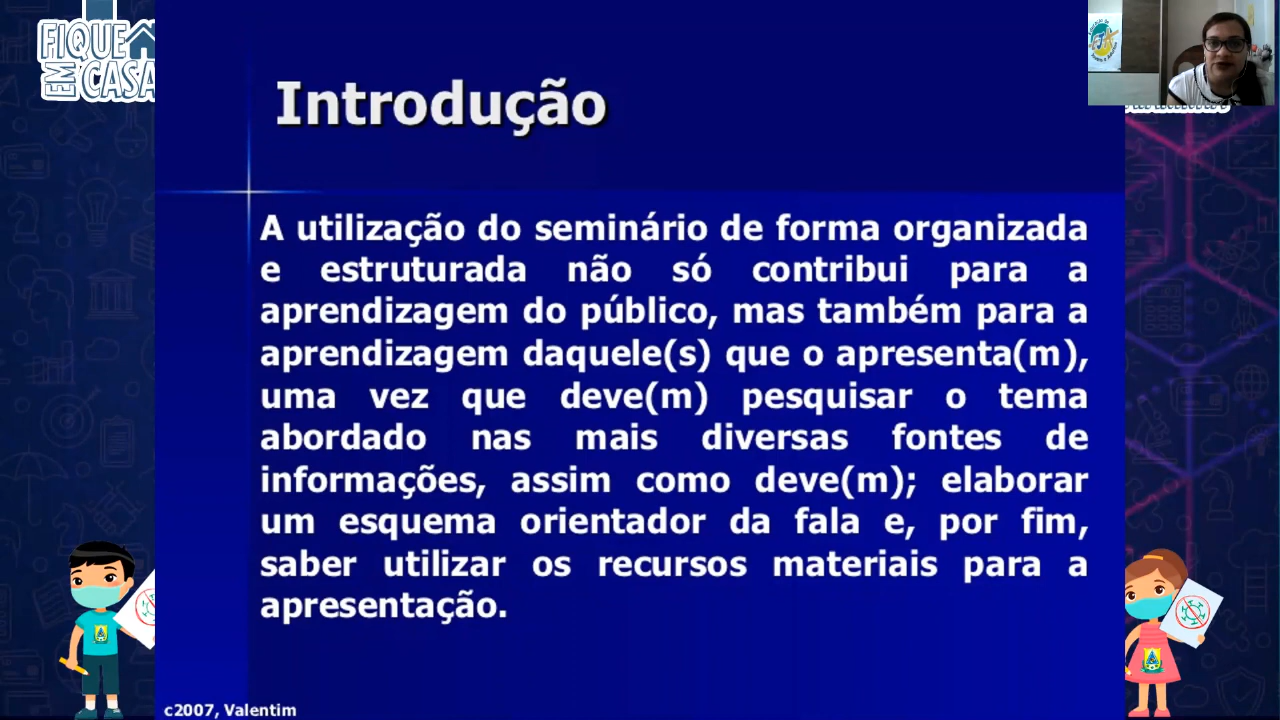 FIQUE
EM CASA
Introdução
A utilização do seminário de forma organizada
e estruturada não só contribui para a
aprendizagem do público, mas também para a
aprendizagem daquele(s) que o apresenta(m),
uma vez que deve(m) pesquisar o tema
abordado nas mais diversas fontes de
informações, assim como deve(m); elaborar
um esquema orientador da fala e, por fim,
saber utilizar os recursos materiais para a
apresentação.
c2007, Valentim